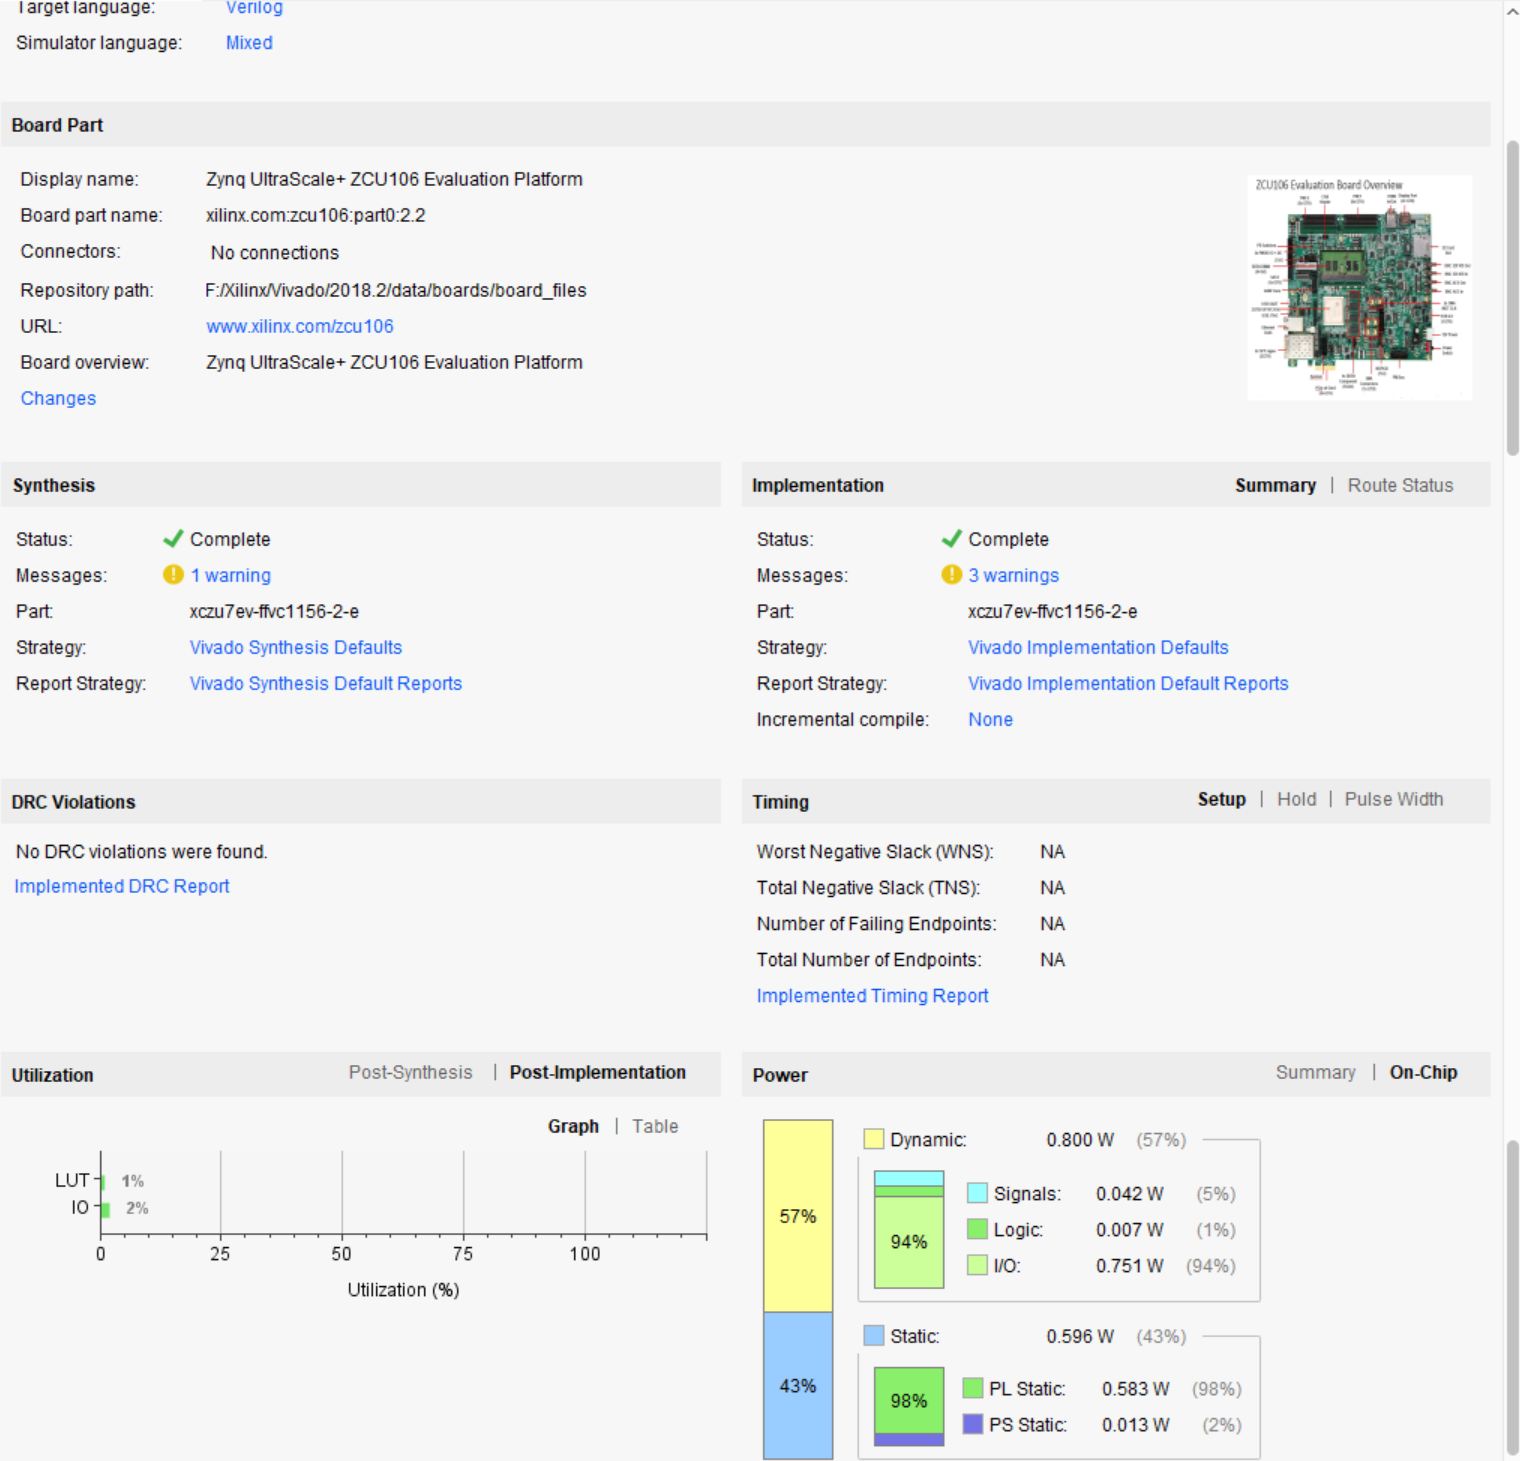 Target language: Verilog
Simulator language: Mixed
Board Part
Display name: Zynq UltraScale+ ZCU106 Evaluation Platform
Board part name: xilinx.com:zcu106:part0:2.2
Connectors: No connections
Repository path: F:/Xilinx/Vivado/2018.2/data/boards/board_files
URL: www.xilinx.com/zcu106
Board overview: Zynq UltraScale+ ZCU106 Evaluation Platform
Changes
ZCU106 Evaluation Board Overview
Synthesis
Status: Complete
Messages: 1 warning
Part: xczu7ev-ffvc1156-2-e
Strategy: Vivado Synthesis Defaults
Report Strategy: Vivado Synthesis Default Reports
Implementation Summary | Route Status
Status: Complete
Messages: 3 warnings
Part: xczu7ev-ffvc1156-2-e
Strategy: Vivado Implementation Defaults
Report Strategy: Vivado Implementation Default Reports
Incremental compile: None
DRC Violations
No DRC violations were found.
Implemented DRC Report
Timing Setup | Hold | Pulse Width
Worst Negative Slack (WNS): NA
Total Negative Slack (TNS): NA
Number of Failing Endpoints: NA
Total Number of Endpoints: NA
Implemented Timing Report
Utilization Post-Synthesis | Post-Implementation
Graph | Table
LUT 1%
IO 2%
0 25 50 75 100
Utilization (%)
Power Summary | On-Chip
57%
43%
Dynamic: 0.800 W (57%)
94%
Signals: 0.042 W (5%)
Logic: 0.007 W (1%)
I/O: 0.751 W (94%)
Static: 0.596 W (43%)
98%
PL Static: 0.583 W (98%)
PS Static: 0.013 W (2%)